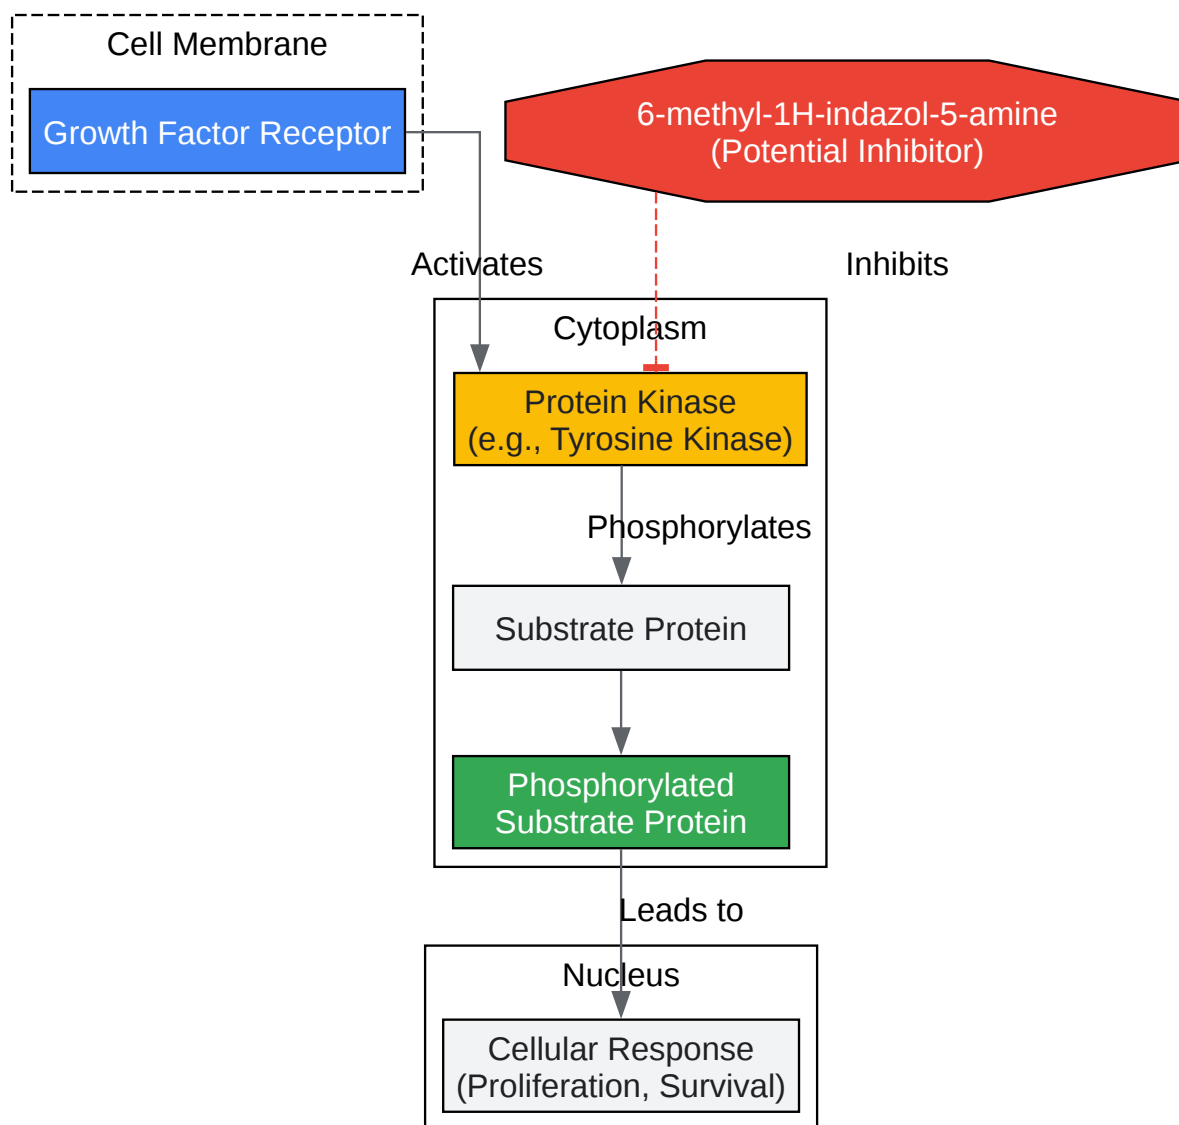 Cell Membrane
Growth Factor Receptor
6-methyl-1H-indazol-5-amine
(Potential Inhibitor)
Activates
Inhibits
Cytoplasm
Protein Kinase
(e.g., Tyrosine Kinase)
Phosphorylates
Substrate Protein
Phosphorylated
Substrate Protein
Leads to
Nucleus
Cellular Response
(Proliferation, Survival)